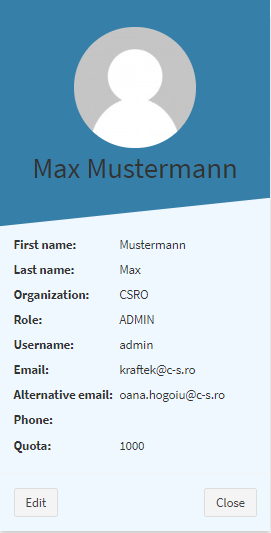 Max Mustermann
First name: Mustermann
Last name: Max
Organization: CSRO
Role: ADMIN
Username: admin
Email: kraftek@c-s.ro
Alternative email: oana.hogoiu@c-s.ro
Phone:
Quota: 1000
Edit Close